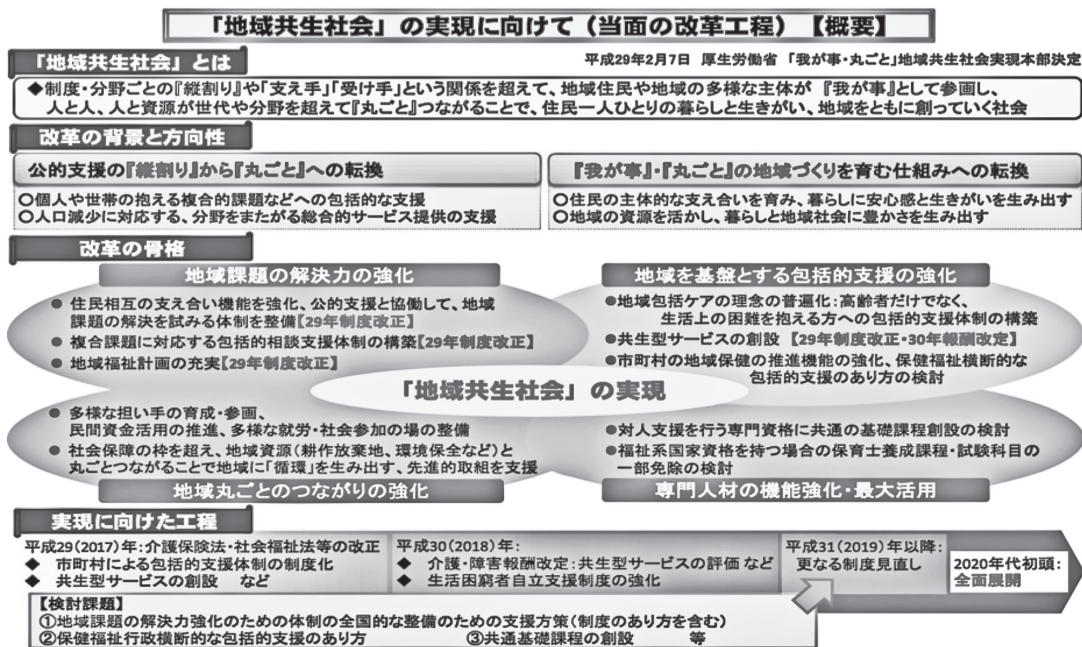 「地域共生社会」の実現に向けて(当面の改革工程)【概要】
「地域共生社会」とは
平成29年2月7日 厚生労働省 「我が事・丸ごと」地域共生社会実現本部決定
◆制度・分野ごとの『縦割り』や「支え手」「受け手」という関係を超えて、地域住民や地域の多様な主体が 『我が事』として参画し、
人と人、人と資源が世代や分野を超えて『丸ごと』つながることで、住民一人ひとりの暮らしと生きがい、地域をともに創っていく社会
改革の背景と方向性
公的支援の『縦割り』から『丸ごと』への転換
○個人や世帯の抱える複合的課題などへの包括的な支援
○人口減少に対応する、分野をまたがる総合的サービス提供の支援
『我が事』・『丸ごと』の地域づくりを育む仕組みへの転換
○住民の主体的な支え合いを育み、暮らしに安心感と生きがいを生み出す
○地域の資源を活かし、暮らしと地域社会に豊かさを生み出す
改革の骨格
地域課題の解決力の強化
● 住民相互の支え合い機能を強化、公的支援と協働して、地域
課題の解決を試みる体制を整備【29年制度改正】
● 複合課題に対応する包括的相談支援体制の構築【29年制度改正】
● 地域福祉計画の充実【29年制度改正】
地域を基盤とする包括的支援の強化
●地域包括ケアの理念の普遍化:高齢者だけでなく、
生活上の困難を抱える方への包括的支援体制の構築
●共生型サービスの創設 【29年制度改正・30年報酬改定】
●市町村の地域保健の推進機能の強化、保健福祉横断的な
包括的支援のあり方の検討
「地域共生社会」の実現
● 多様な担い手の育成・参画、
民間資金活用の推進、多様な就労・社会参加の場の整備
● 社会保障の枠を超え、地域資源(耕作放棄地、環境保全など)と
丸ごとつながることで地域に「循環」を生み出す、先進的取組を支援
地域丸ごとのつながりの強化
●対人支援を行う専門資格に共通の基礎課程創設の検討
●福祉系国家資格を持つ場合の保育士養成課程・試験科目の
一部免除の検討
専門人材の機能強化・最大活用
実現に向けた工程
平成29(2017)年:介護保険法・社会福祉法等の改正
◆ 市町村による包括的支援体制の制度化
◆ 共生型サービスの創設 など
平成30(2018)年:
◆ 介護・障害報酬改定:共生型サービスの評価 など
◆ 生活困窮者自立支援制度の強化
平成31(2019)年以降:
更なる制度見直し
2020年代初頭:
全面展開
【検討課題】
①地域課題の解決力強化のための体制の全国的な整備のための支援方策(制度のあり方を含む)
②保健福祉行政横断的な包括的支援のあり方 ③共通基礎課程の創設 等